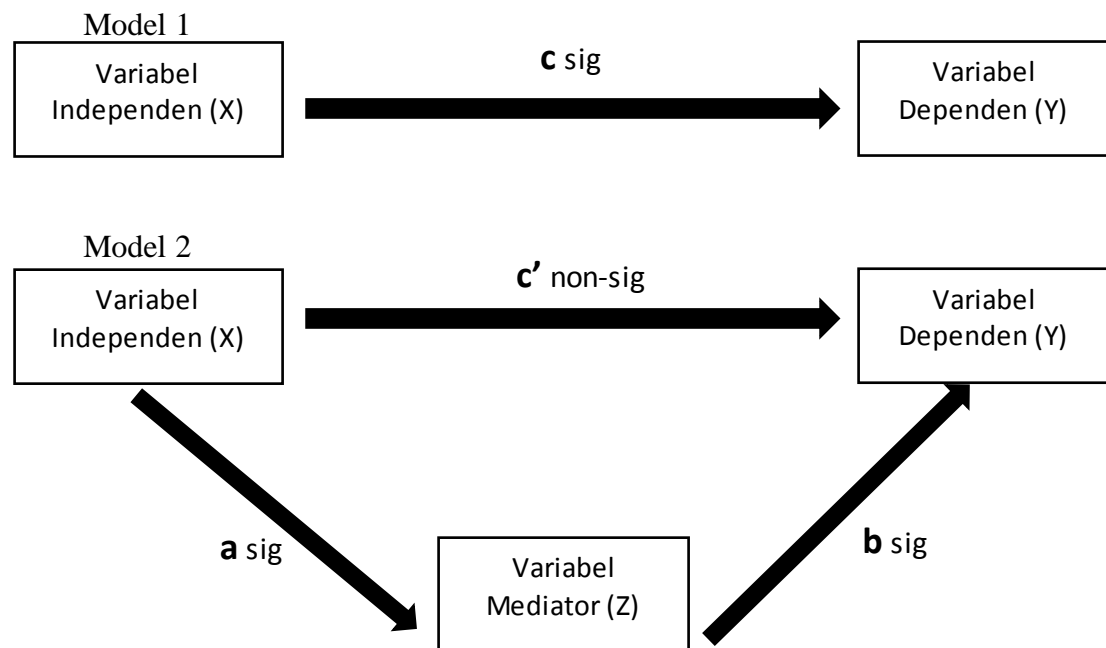 Model 1
Variabel
Independen (X)
c sig
Variabel
Dependen (Y)
Model 2
Variabel
Independen (X)
c’ non-sig
Variabel
Dependen (Y)
a sig
Variabel
Mediator (Z)
b sig